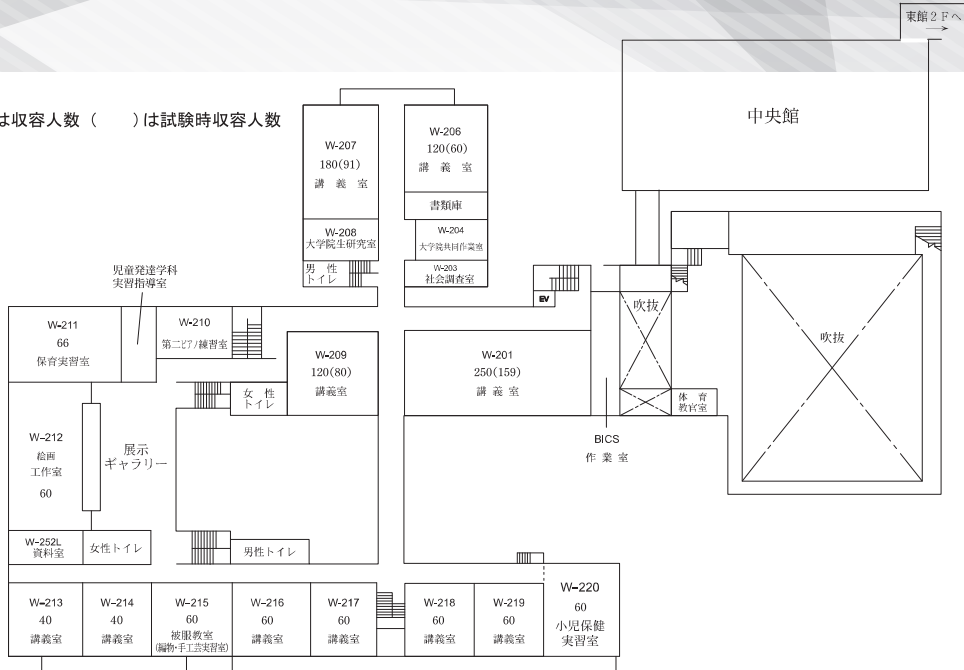 東館２Ｆへ
→
中央館
は収容人数（　　）は試験時収容人数
W-207
180(91)
講 義 室
W-206
120(60)
講 義 室
書類庫
W-208
大学院生研究室
W-204
大学院共同作業室
男 性
トイレ
W-203
社会調査室
児童発達学科
実習指導室
EV
吹抜
W-211
66
保育実習室
W-210
第二ピアノ練習室
W-209
120(80)
講義室
W-201
250(159)
講 義 室
吹抜
女 性
トイレ
体 育
教官室
W-212
絵画
工作室
60
展示
ギャラリー
BICS
作 業 室
W-252L
資料室
女性トイレ
男性トイレ
W-213
40
講義室
W-214
40
講義室
W-215
60
被服教室
(編物・手工芸実習室)
W-216
60
講義室
W-217
60
講義室
W-218
60
講義室
W-219
60
講義室
W-220
60
小児保健
実習室